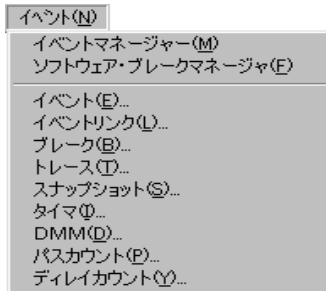 イベント(N)
イベントマネージャー(M)
ソフトウェア・ブレークマネージャ(F)
イベント(E)...
イベントリンク(L)...
ブレーク(B)...
トレース(T)...
スナップショット(S)...
タイマ(I)...
DMM(D)...
パスカウント(P)...
ディレイカウント(Y)...